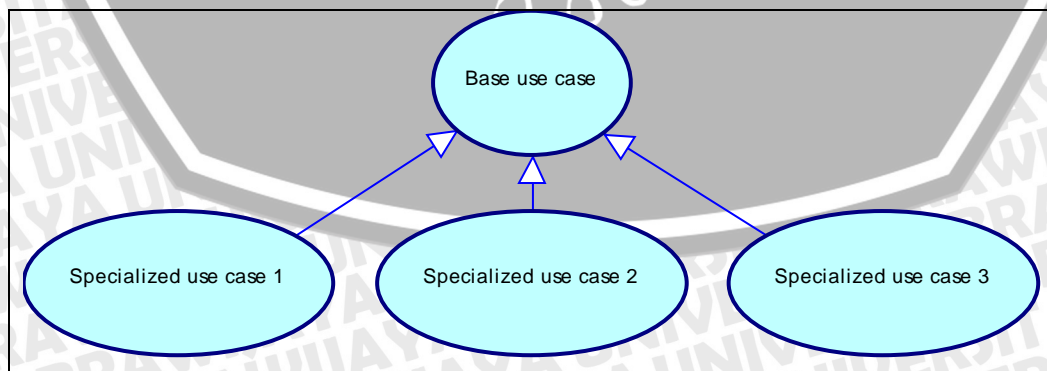 Base use case
Specialized use case 1
Specialized use case 2
Specialized use case 3